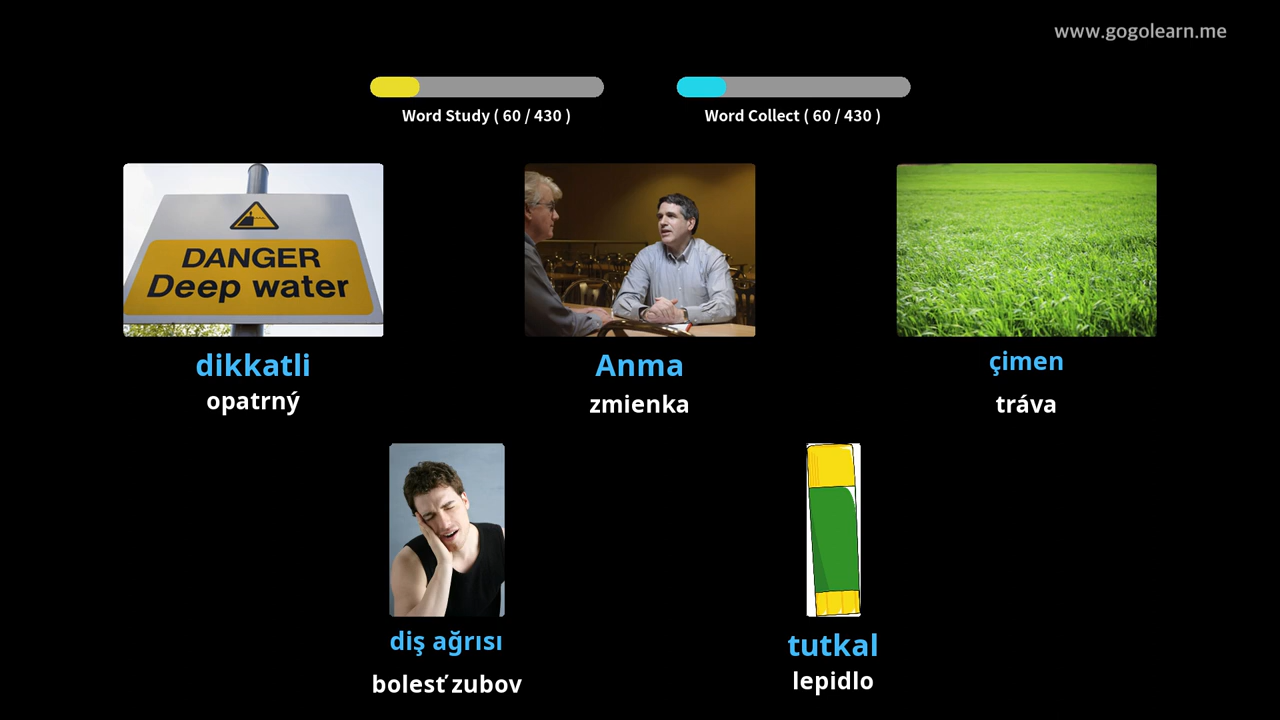 www.gogolearn.me
Word Study ( 60 / 430 )
Word Collect ( 60 / 430 )
DANGER
Deep water
dikkatli
opatrný
Anma
zmienka
çimen
tráva
diş ağrısı
bolesť zubov
tutkal
lepidlo